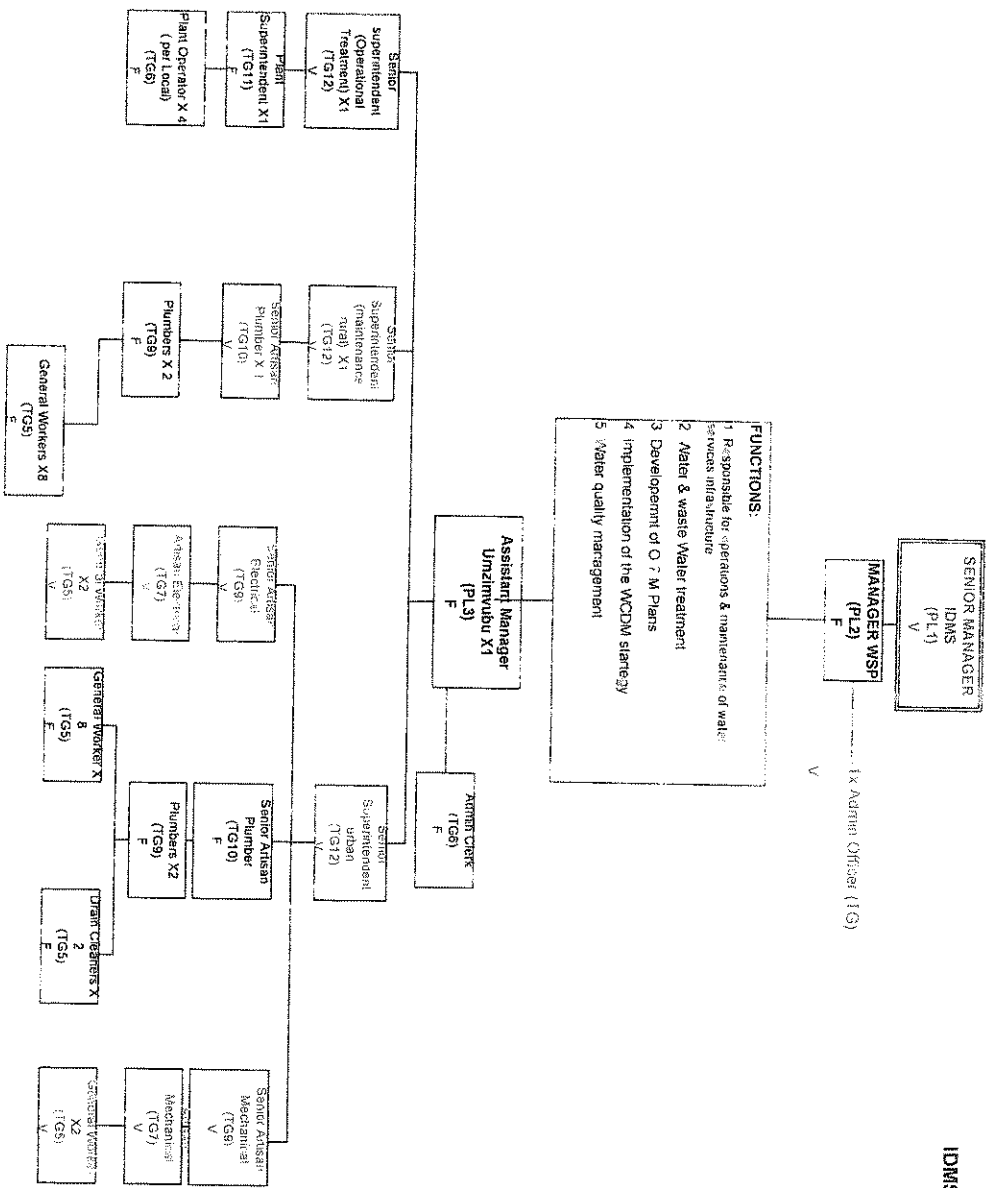 IDMS
SENIOR MANAGER
IDMS
(PL1)
V
MANAGER WSP
(PL2)
F
1x Admin Officer (TG)
V
FUNCTIONS:
1 Responsible for operations & maintenance of water
services infrastructure
2 Water & waste Water treatment
3 Developemnt of O & M Plans
4 implementation of the WCDM startegy
5 Water quality management
Assistant Manager
Umzimvubu X1
(PL3)
F
Admin Clerk
(TG6)
F
Senior
superintendent
(Operational
Treatment) X1
(TG12)
V
Plant
Superintendent X1
(TG11)
F
Plant Operator X 4
( per Local)
(TG6)
F
Senior
Superintendent
(maintenance
rural) X1
(TG12)
Senior Artisan
Plumber X 1
(TG10)
V
Plumbers X 2
(TG9)
F
General Workers X8
(TG5)
F
Senior
Superintendent
urban
(TG12)
V
Senior Artisan
Electrical
(TG9)
V
Artisan
(TG7)
V
General Worker
X2
(TG5)
V
Senior Artisan
Plumber
(TG10)
F
Plumbers X2
(TG9)
F
General Worker X
8
(TG5)
F
Drain Cleaners X
2
(TG5)
F
Senior Artisan
Mechanical
(TG9)
V
Mechanical
(TG7)
V
General Worker
X2
(TG5)
V